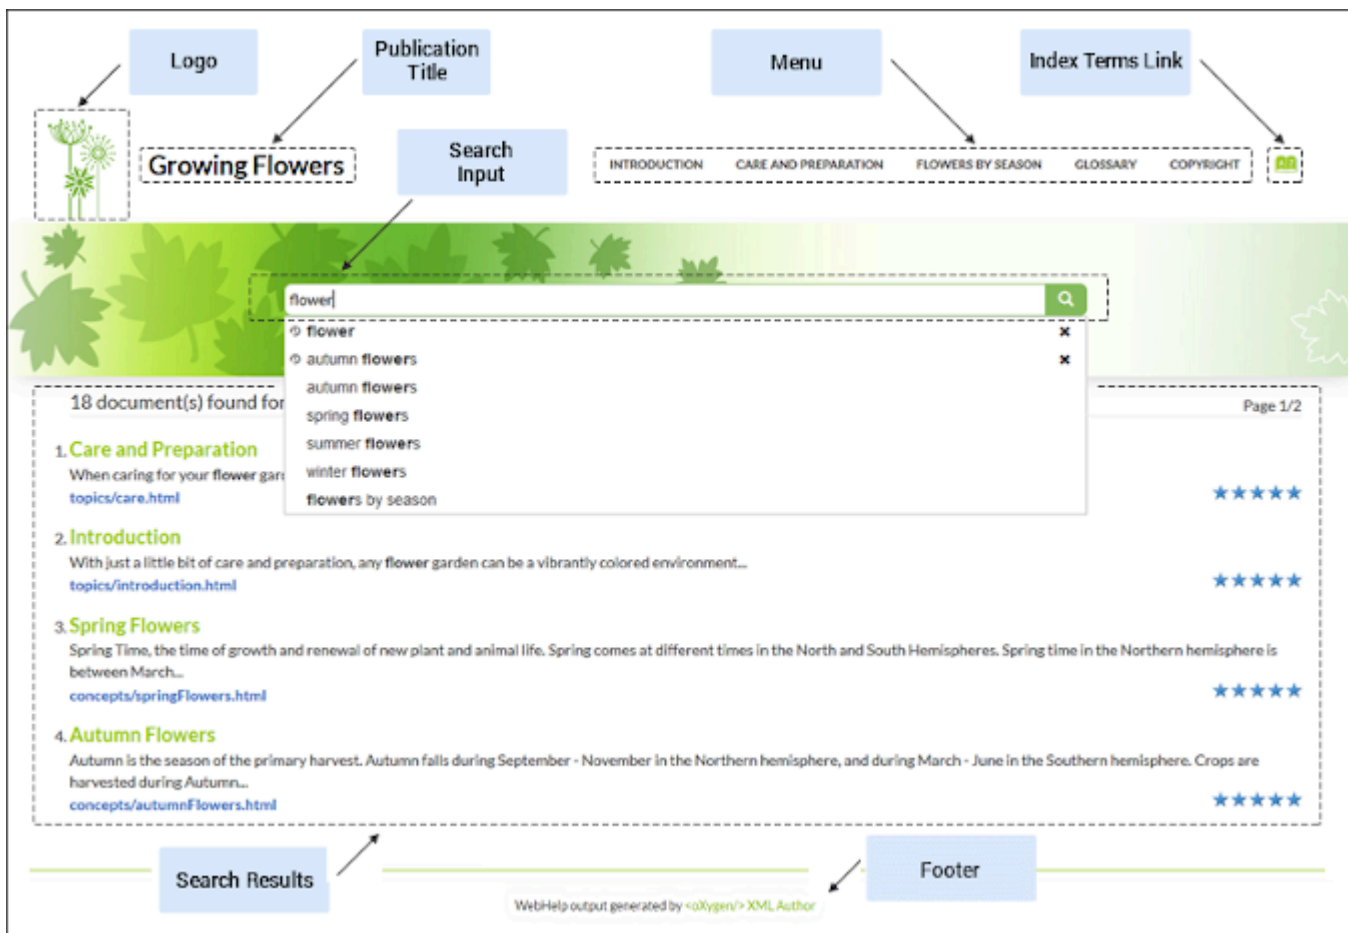 Logo
Publication
Title
Menu
Index Terms Link
Growing Flowers
Search
Input
INTRODUCTION CARE AND PREPARATION FLOWERS BY SEASON GLOSSARY COPYRIGHT
flower
flower
autumn flowers
autumn flowers
spring flowers
summer flowers
winter flowers
flowers by season
18 document(s) found for
Page 1/2
1. Care and Preparation
When caring for your flower
topics/care.html
2. Introduction
With just a little bit of care and preparation, any flower garden can be a vibrantly colored environment...
topics/introduction.html
3. Spring Flowers
Spring Time, the time of growth and renewal of new plant and animal life. Spring comes at different times in the North and South Hemispheres. Spring time in the Northern hemisphere is
between March...
concepts/springFlowers.html
4. Autumn Flowers
Autumn is the season of the primary harvest. Autumn falls during September - November in the Northern hemisphere, and during March - June in the Southern hemisphere. Crops are
harvested during Autumn...
concepts/autumnFlowers.html
Search Results
Footer
WebHelp output generated by <oXygen/> XML Author